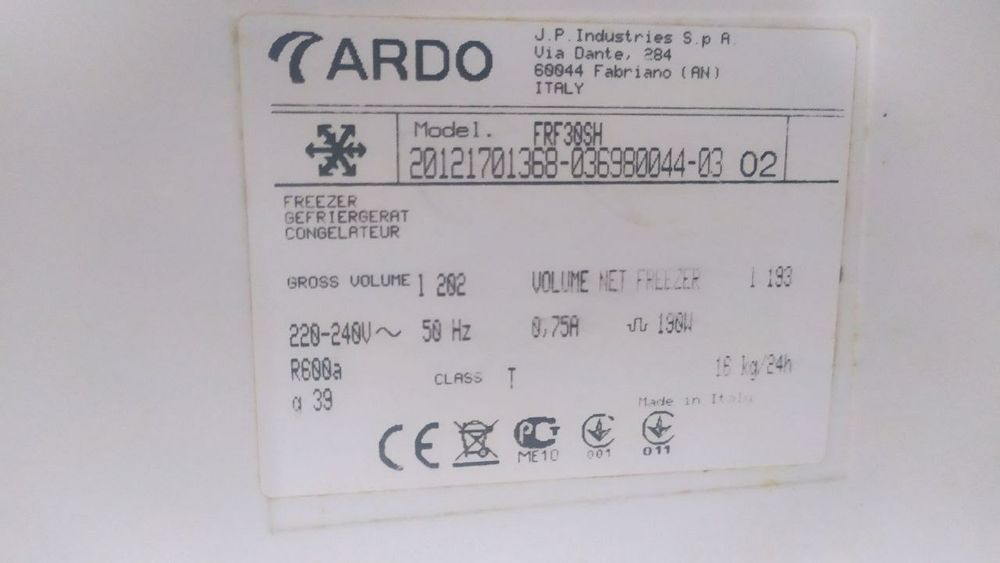 ARDO
J.P.Industries S.p A.
Via Dante, 284
60044 Fabriano (AN)
ITALY
Model. FRF30SH
20121701368-036980044-03 02
FREEZER
GEFRIERGERAT
CONGELATEUR
GROSS VOLUME l 202 VOLUME NET FREEZER l 193
220-240V~ 50 Hz 0,75A 190W
R600a CLASS T 16 kg/24h
α 39
Made in Italy
CE PCT
ME10 001 011